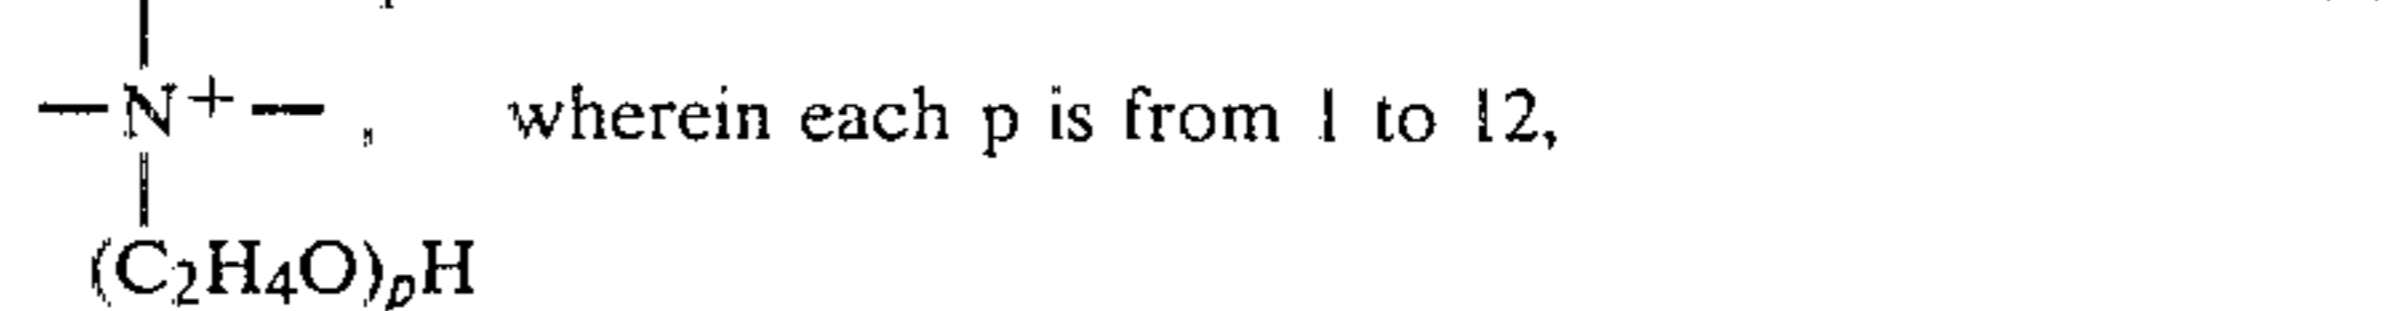 —N⁺— , wherein each p is from 1 to 12,
(C₂H₄O)ₚH